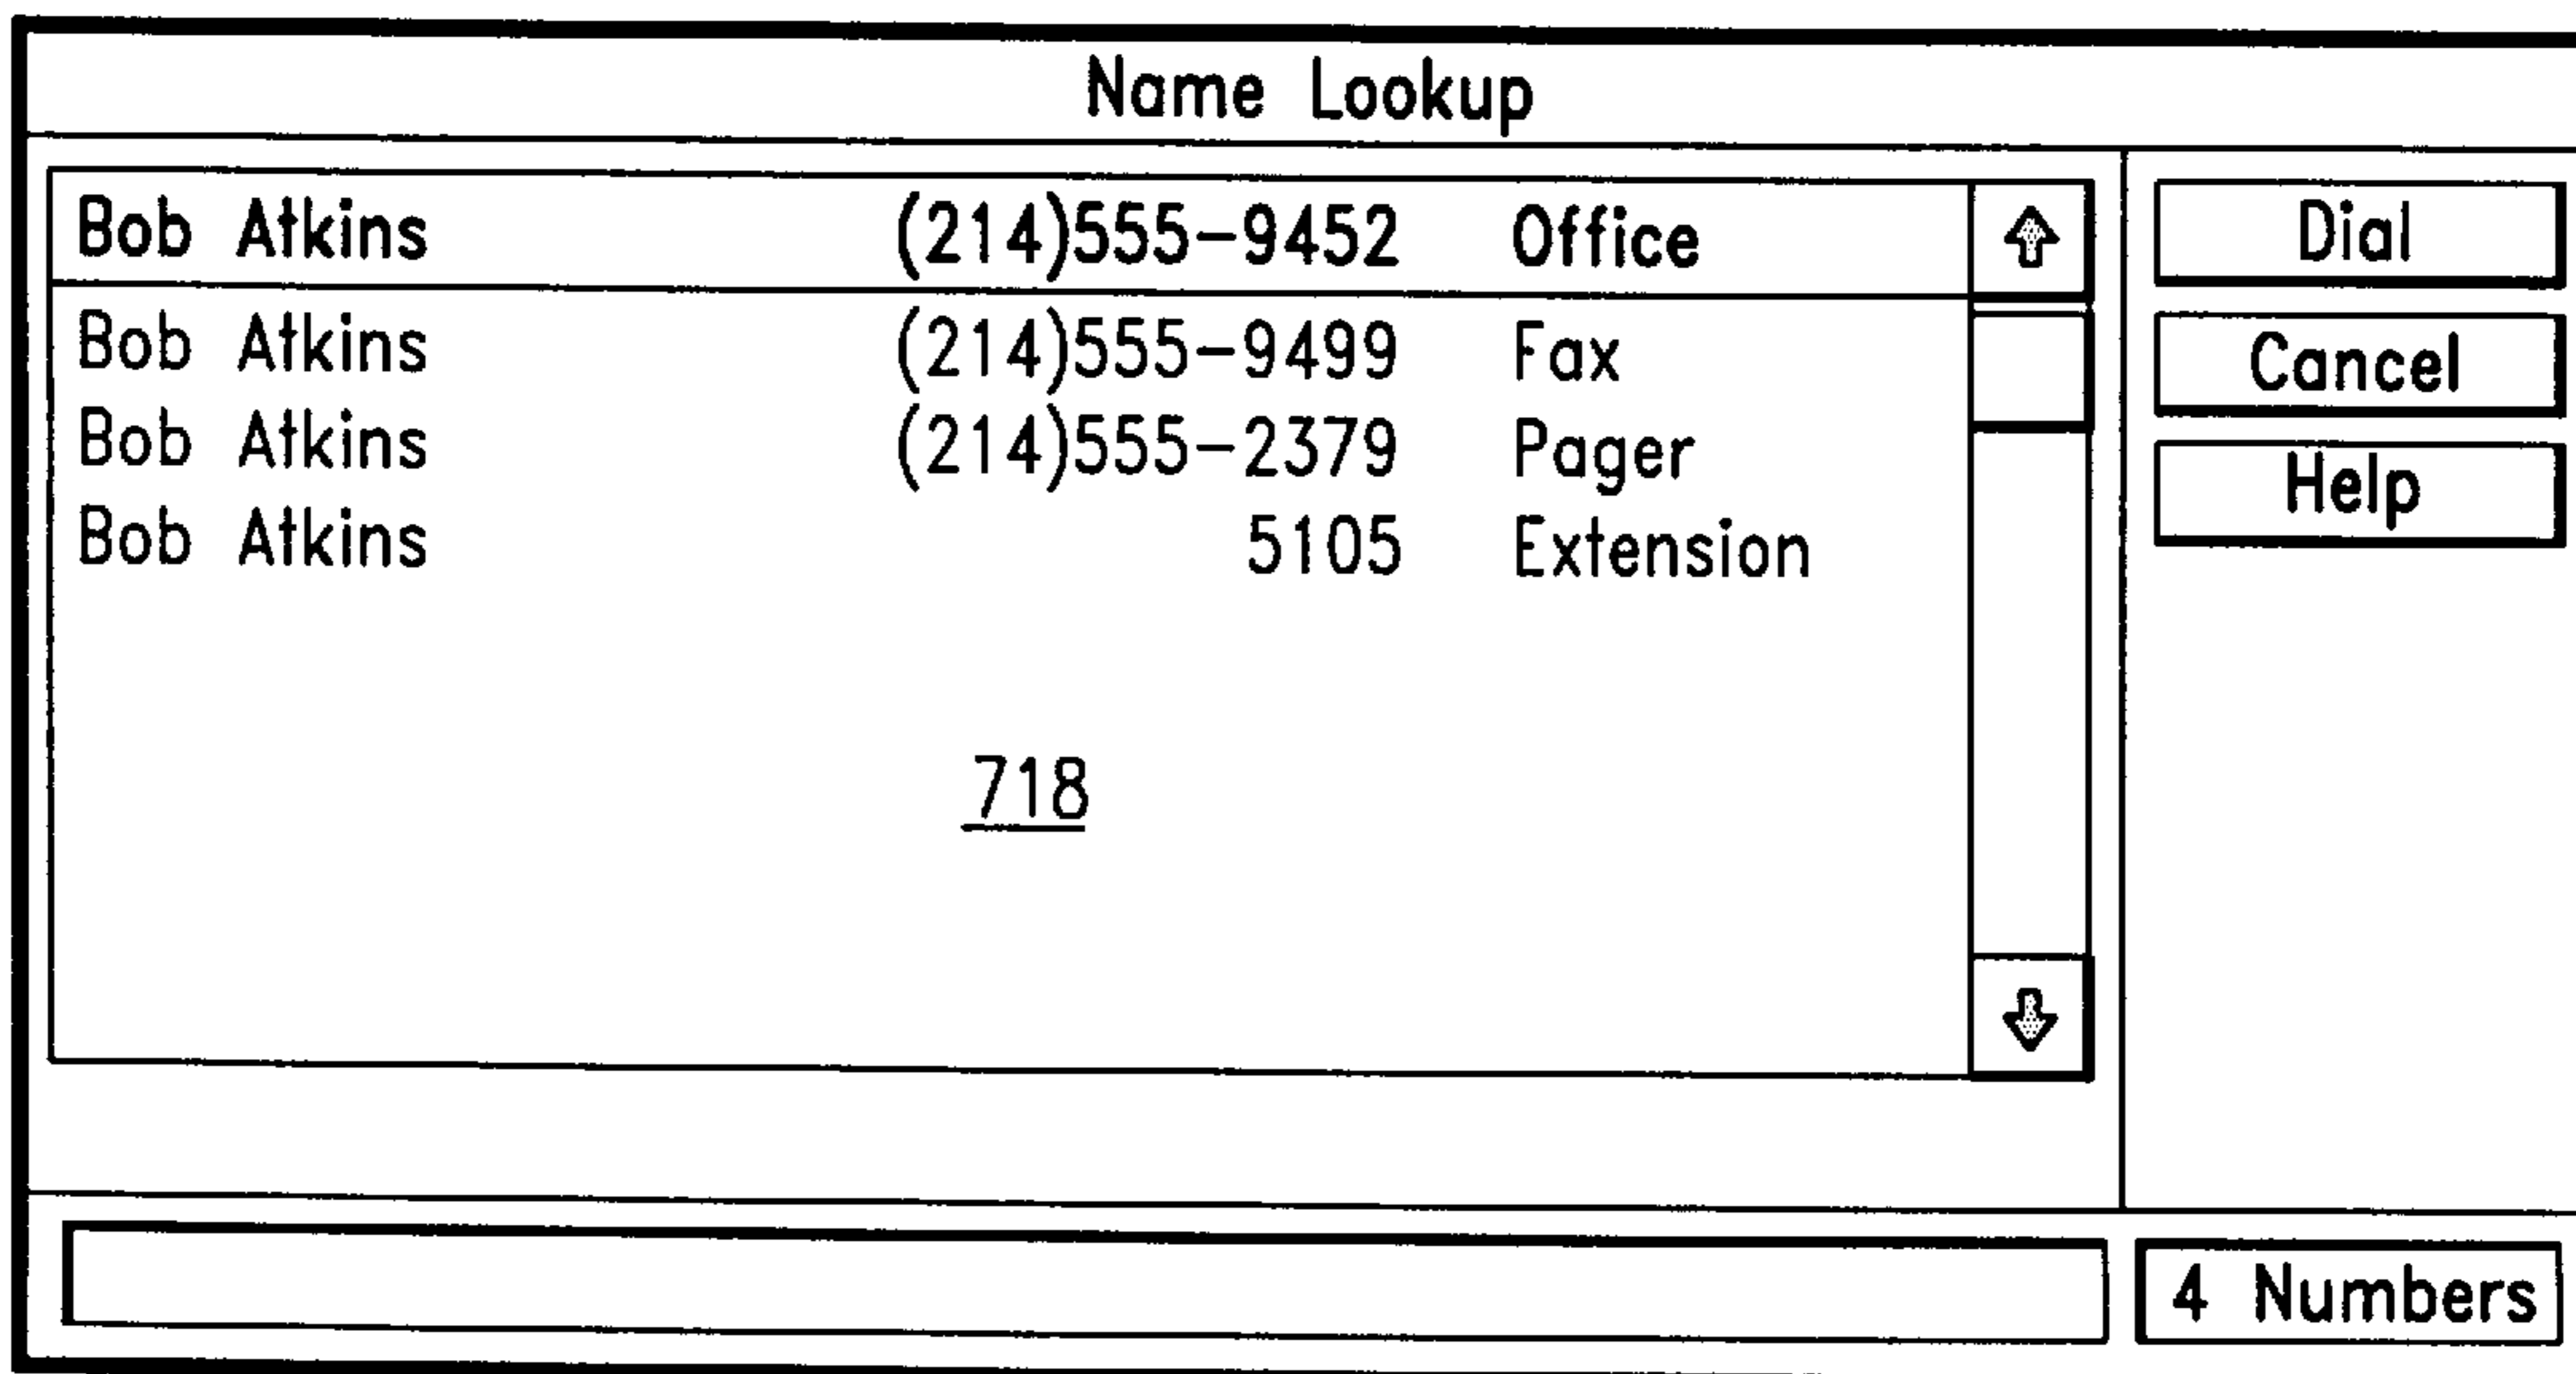 Name Lookup
Bob Atkins (214)555-9452 Office
Bob Atkins (214)555-9499 Fax
Bob Atkins (214)555-2379 Pager
Bob Atkins 5105 Extension
718
Dial
Cancel
Help
4 Numbers